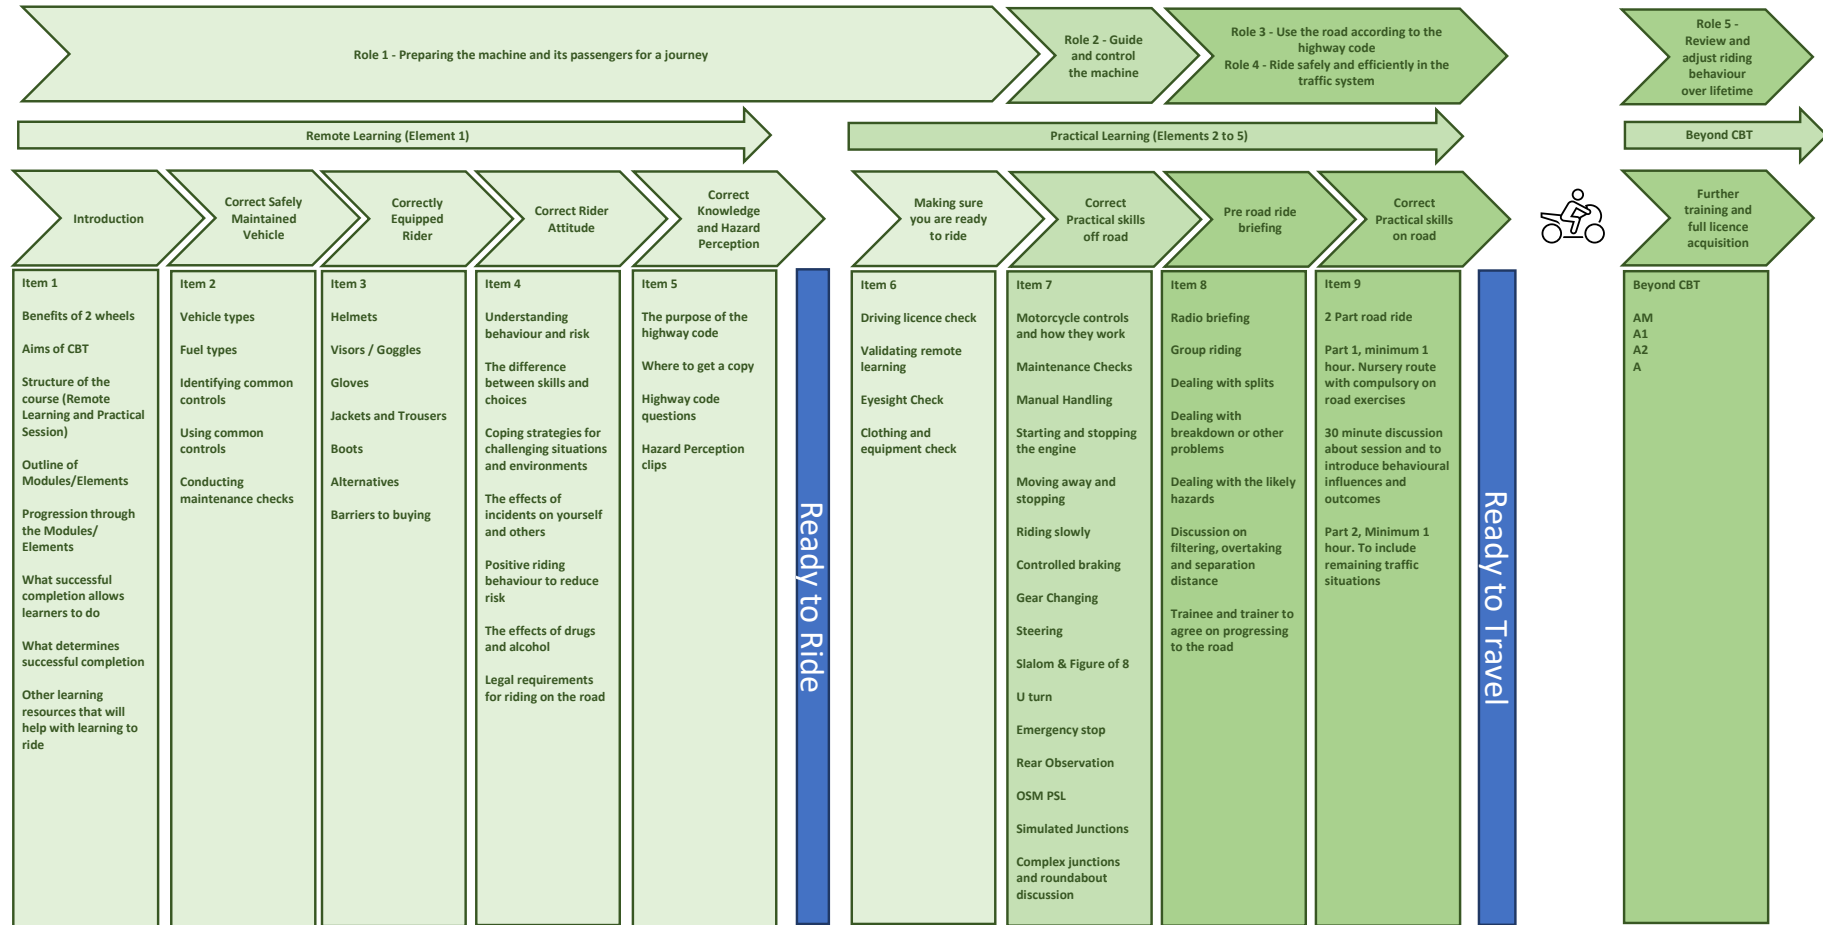 Role 1 - Preparing the machine and its passengers for a journey
Role 2 - Guide
and control
the machine
Role 3 - Use the road according to the
highway code
Role 4 - Ride safely and efficiently in the
traffic system
Role 5 -
Review and
adjust riding
behaviour
over lifetime
Remote Learning (Element 1)
Practical Learning (Elements 2 to 5)
Beyond CBT
Introduction
Correct Safely
Maintained
Vehicle
Correctly
Equipped
Rider
Correct Rider
Attitude
Correct
Knowledge
and Hazard
Perception
Making sure
you are ready
to ride
Correct
Practical skills
off road
Pre road ride
briefing
Correct
Practical skills
on road
Further
training and
full licence
acquisition
Item 1
Benefits of 2 wheels
Aims of CBT
Structure of the
course (Remote
Learning and Practical
Session)
Outline of
Modules/Elements
Progression through
the Modules/
Elements
What successful
completion allows
learners to do
What determines
successful completion
Other learning
resources that will
help with learning to
ride
Item 2
Vehicle types
Fuel types
Identifying common
controls
Using common
controls
Conducting
maintenance checks
Item 3
Helmets
Visors / Goggles
Gloves
Jackets and Trousers
Boots
Alternatives
Barriers to buying
Item 4
Understanding
behaviour and risk
The difference
between skills and
choices
Coping strategies for
challenging situations
and environments
The effects of
incidents on yourself
and others
Positive riding
behaviour to reduce
risk
The effects of drugs
and alcohol
Legal requirements
for riding on the road
Item 5
The purpose of the
highway code
Where to get a copy
Highway code
questions
Hazard Perception
clips
Ready to Ride
Item 6
Driving licence check
Validating remote
learning
Eyesight Check
Clothing and
equipment check
Item 7
Motorcycle controls
and how they work
Maintenance Checks
Manual Handling
Starting and stopping
the engine
Moving away and
stopping
Riding slowly
Controlled braking
Gear Changing
Steering
Slalom & Figure of 8
U turn
Emergency stop
Rear Observation
OSM PSL
Simulated Junctions
Complex junctions
and roundabout
discussion
Item 8
Radio briefing
Group riding
Dealing with splits
Dealing with
breakdown or other
problems
Dealing with the likely
hazards
Discussion on
filtering, overtaking
and separation
distance
Trainee and trainer to
agree on progressing
to the road
Item 9
2 Part road ride
Part 1, minimum 1
hour. Nursery route
with compulsory on
road exercises
30 minute discussion
about session and to
introduce behavioural
influences and
outcomes
Part 2, Minimum 1
hour. To include
remaining traffic
situations
Ready to Travel
Beyond CBT
AM
A1
A2
A